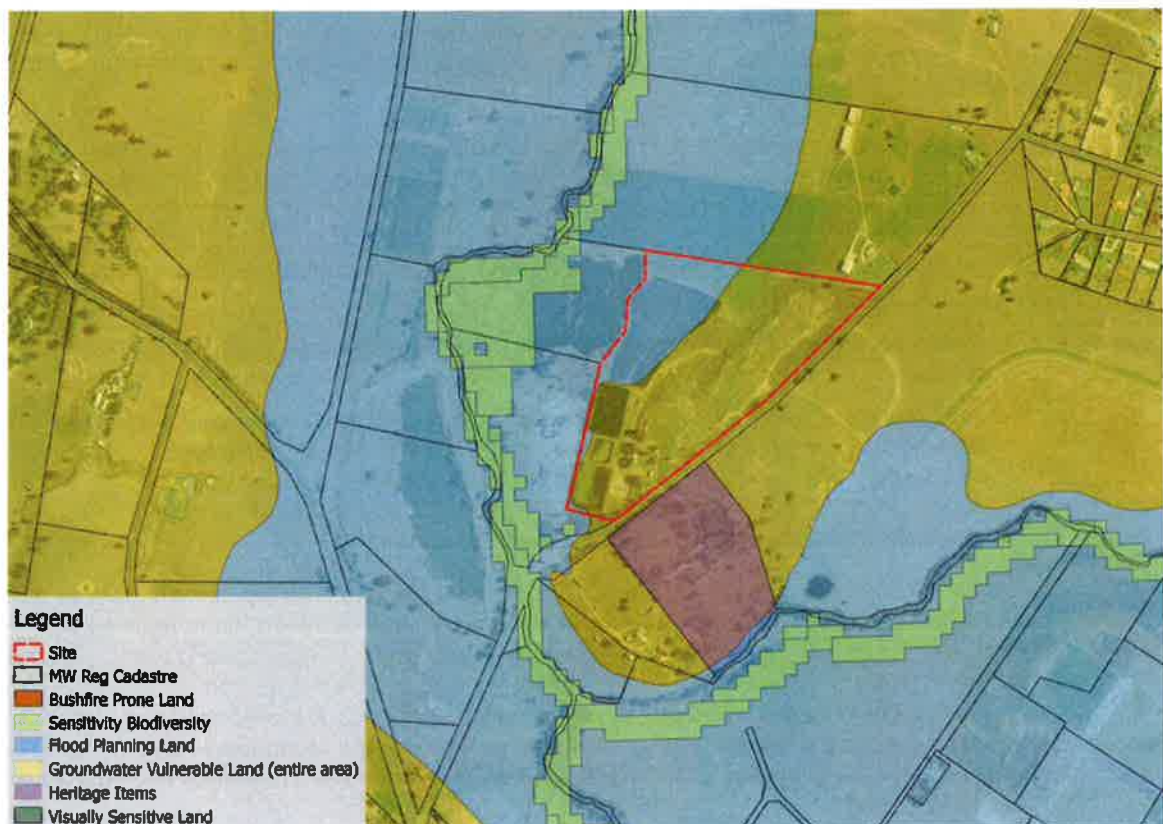 Legend
Site
MW Reg Cadastre
Bushfire Prone Land
Sensitivity Biodiversity
Flood Planning Land
Groundwater Vulnerable Land (entire area)
Heritage Items
Visually Sensitive Land